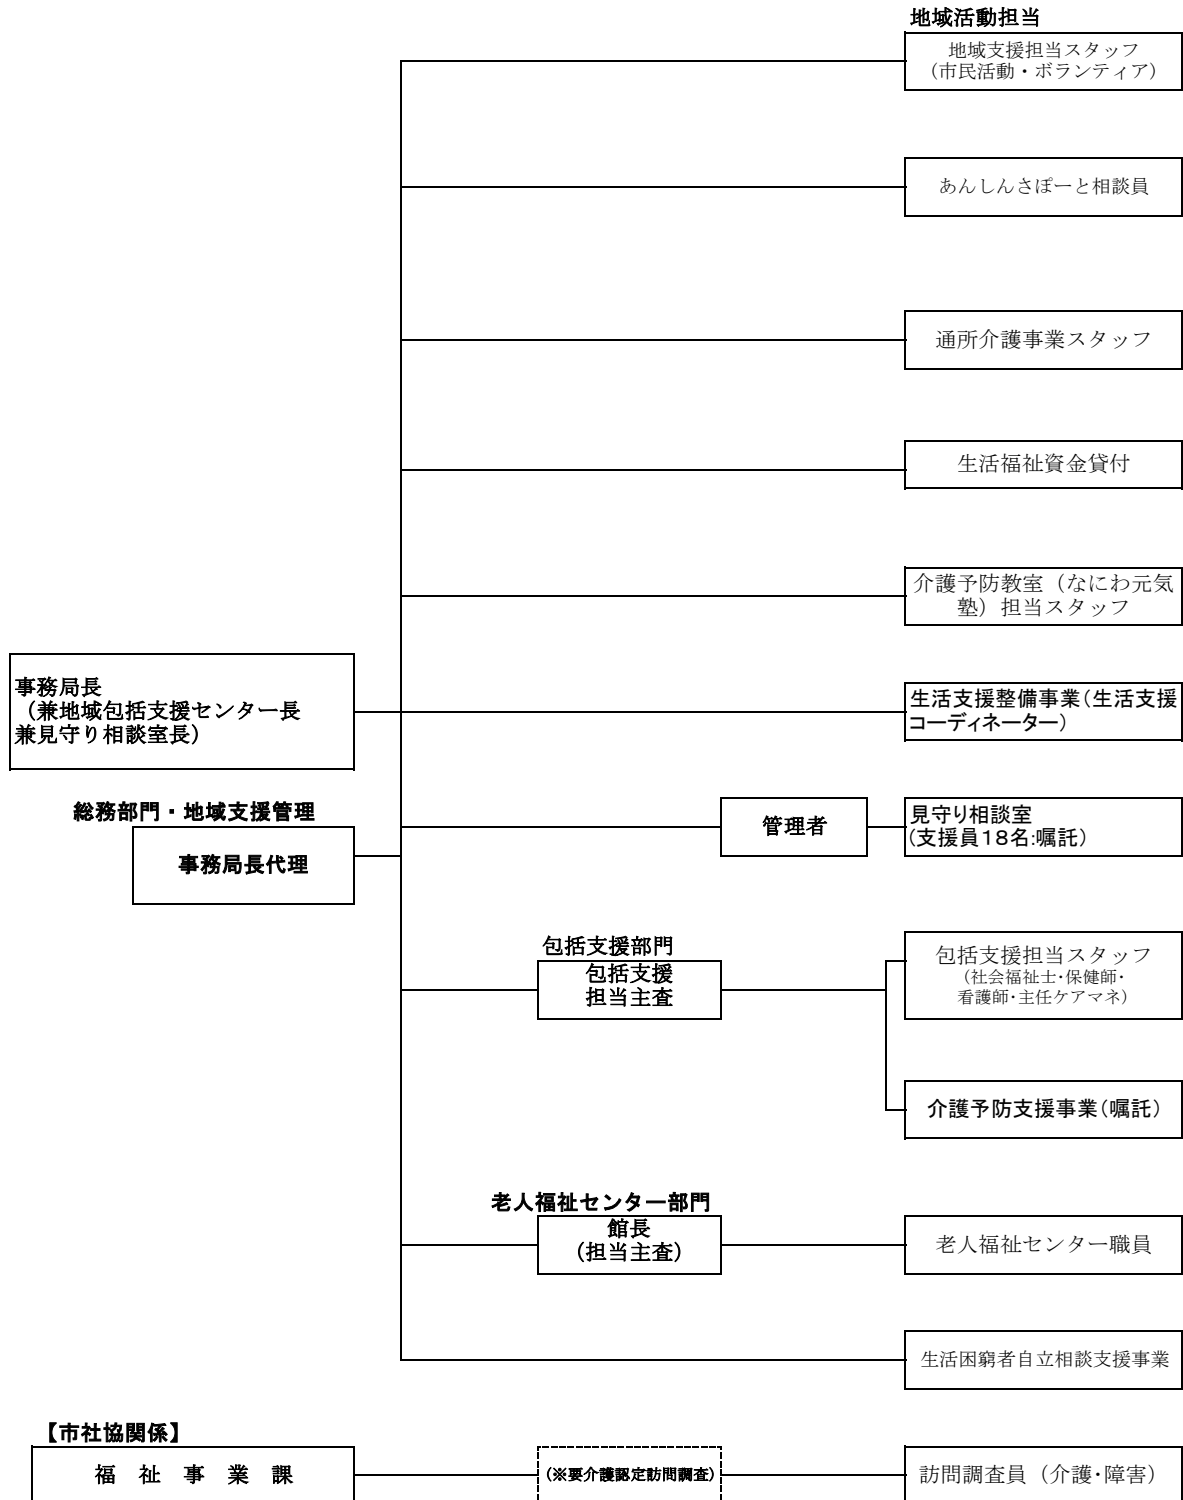 地域活動担当
地域支援担当スタッフ
（市民活動・ボランティア）
あんしんさぽーと相談員
通所介護事業スタッフ
生活福祉資金貸付
介護予防教室（なにわ元気
塾）担当スタッフ
事務局長
（兼地域包括支援センター長
兼見守り相談室長）
生活支援整備事業（生活支援
コーディネーター）
総務部門・地域支援管理
事務局長代理
管理者
見守り相談室
（支援員18名:嘱託）
包括支援部門
包括支援
担当主査
包括支援担当スタッフ
（社会福祉士・保健師・
看護師・主任ケアマネ）
介護予防支援事業（嘱託）
老人福祉センター部門
館長
（担当主査）
老人福祉センター職員
生活困窮者自立相談支援事業
【市社協関係】
福　祉　事　業　課
（※要介護認定訪問調査）
訪問調査員（介護・障害）